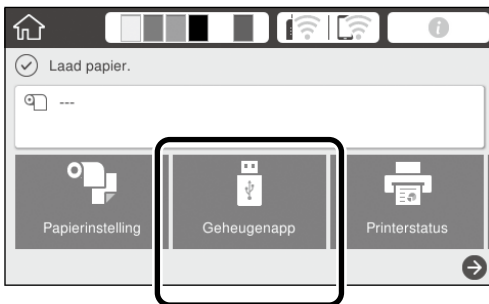 Laad papier.
---
Papierinstelling
Geheugenapp
Printerstatus